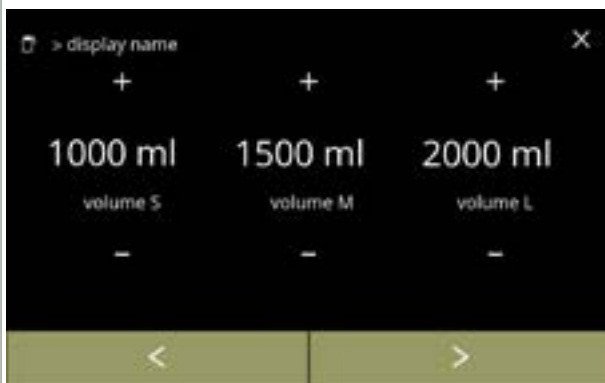 > display name ×
+ + +
1000 ml 1500 ml 2000 ml
volume S volume M volume L
– – –
< >